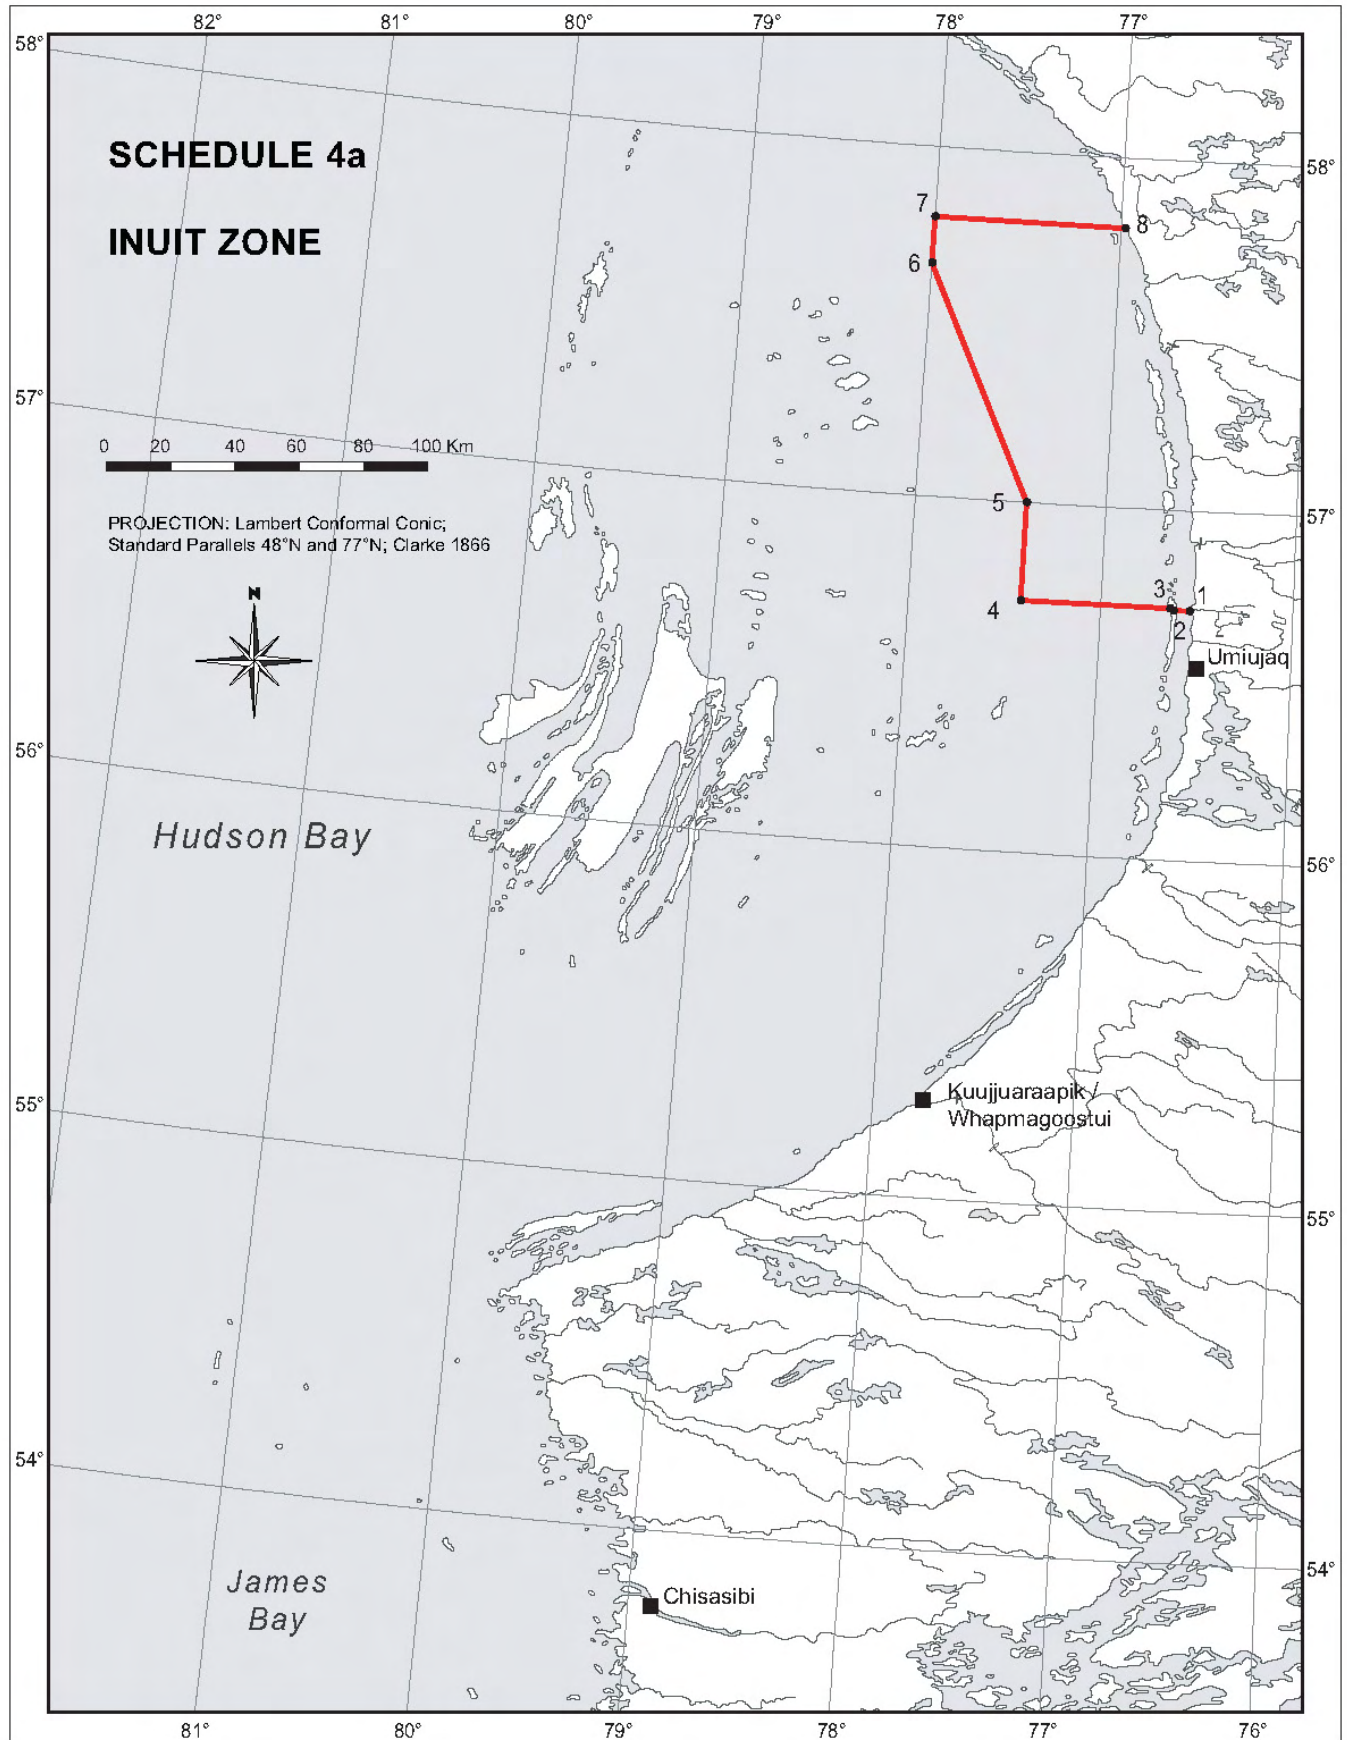 82° 81° 80° 79° 78° 77°
58°
SCHEDULE 4a
58°
7
8
INUIT ZONE
6
57°
0 20 40 60 80 100 Km
5
57°
PROJECTION: Lambert Conformal Conic;
Standard Parallels 48°N and 77°N; Clarke 1866
N
3 1
4
2
Umiujaq
56°
Hudson Bay
56°
Kuujjuaraapik /
Whapmagoostui
55°
55°
54°
54°
James
Bay
Chisasibi
81° 80° 79° 78° 77° 76°